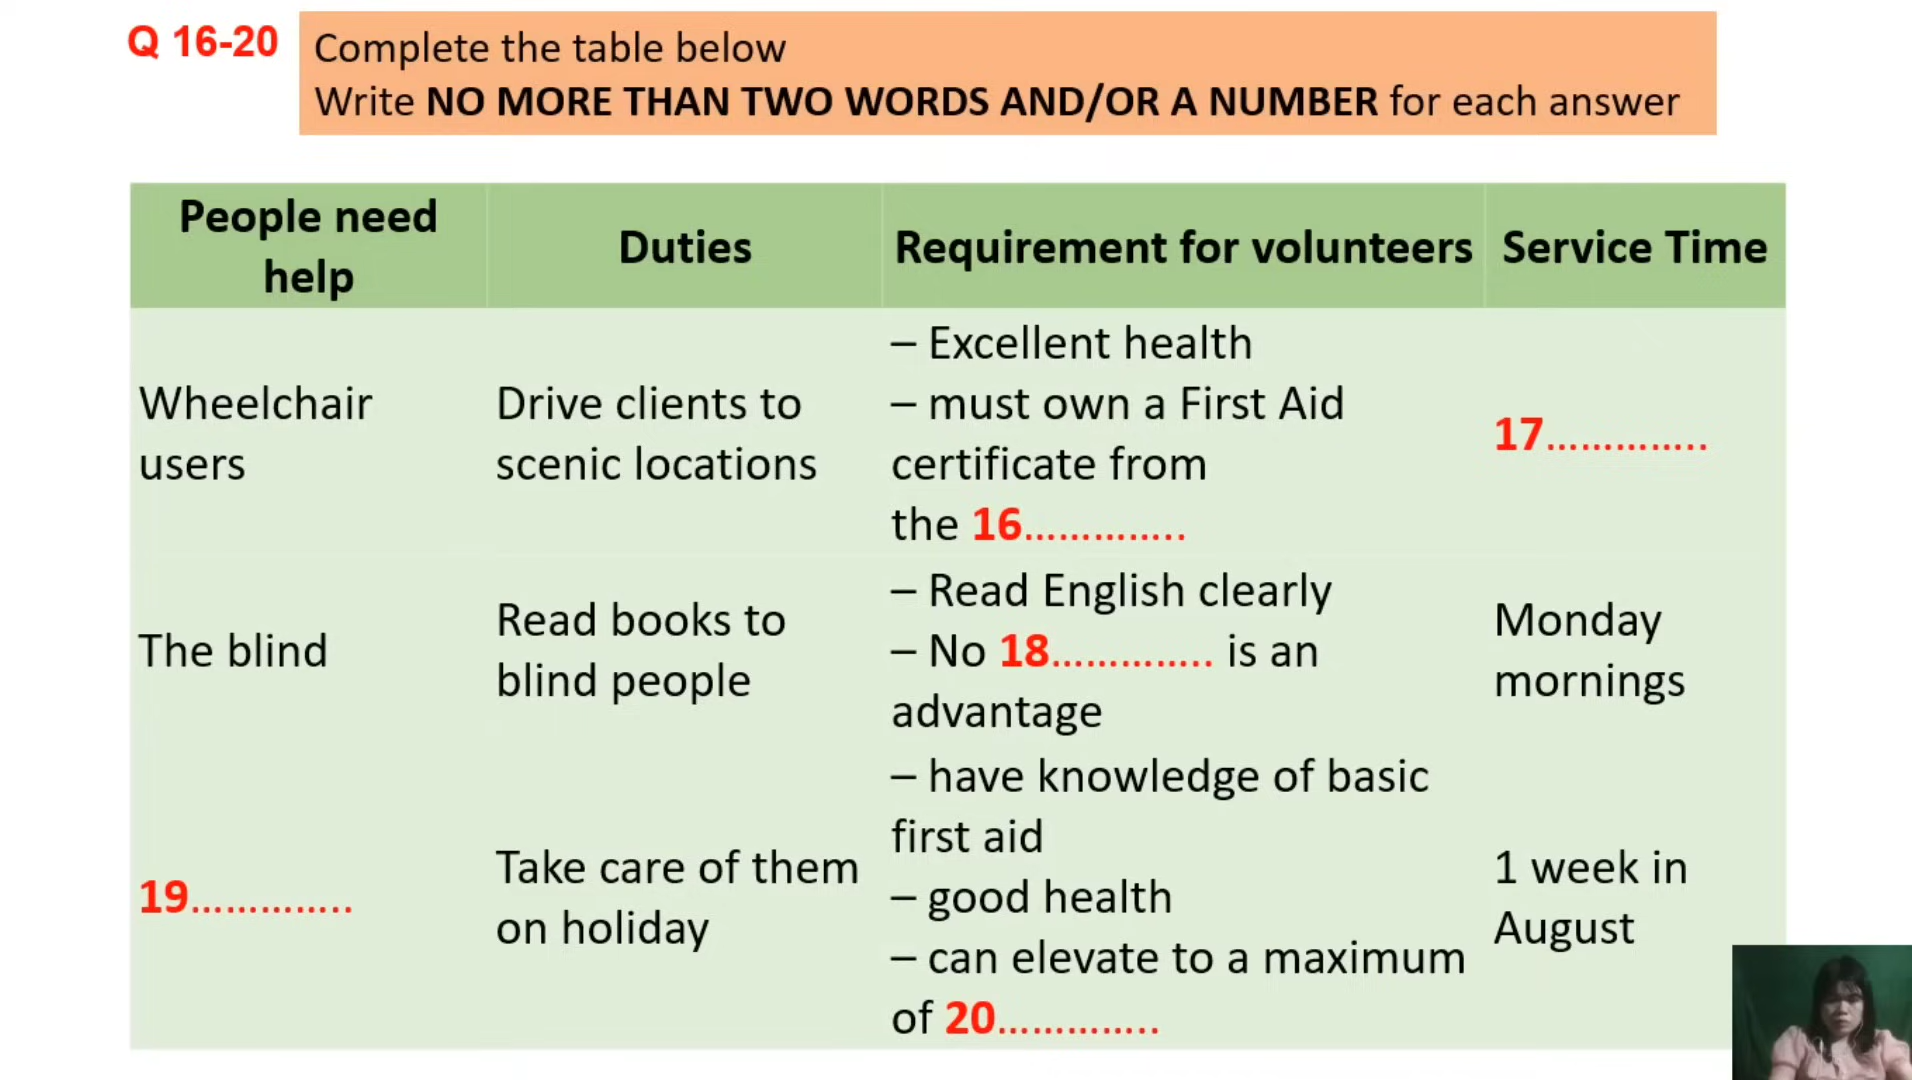 Q 16-20
Complete the table below
Write NO MORE THAN TWO WORDS AND/OR A NUMBER for each answer
People need
help
Duties
Requirement for volunteers
Service Time
Wheelchair
users
Drive clients to
scenic locations
– Excellent health
– must own a First Aid
certificate from
the 16…………..
17…………..
The blind
Read books to
blind people
– Read English clearly
– No 18………….. is an
advantage
Monday
mornings
19…………..
Take care of them
on holiday
– have knowledge of basic
first aid
– good health
– can elevate to a maximum
of 20…………..
1 week in
August